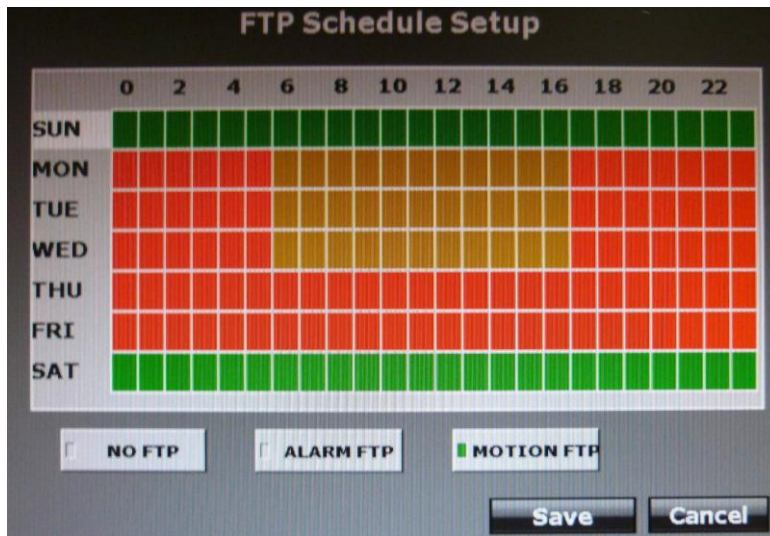 FTP Schedule Setup
0 2 4 6 8 10 12 14 16 18 20 22
SUN
MON
TUE
WED
THU
FRI
SAT
NO FTP ALARM FTP MOTION FTP
Save Cancel